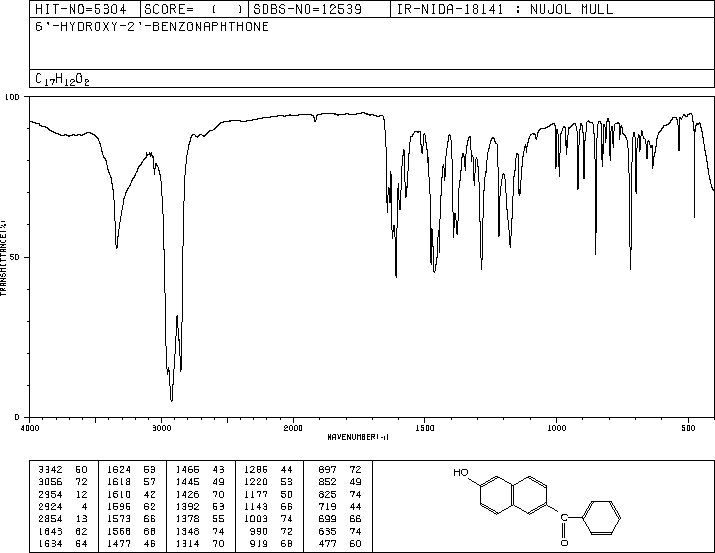 HIT-NO=5304 SCORE= ( ) SDBS-NO=12539 IR-NIDA-18141 : NUJOL MULL
6'-HYDROXY-2'-BENZONAPHTHONE
C17H12O2
100
50
0
TRANSMITTANCE(%)
4000 3000 2000 1500 1000 500
WAVENUMBER(-1)
3342 50 1624 53 1466 43 1286 44 897 72
3056 72 1618 57 1445 49 1220 53 852 49
2954 12 1610 42 1426 70 1177 50 825 74
2924 4 1596 62 1392 53 1143 66 719 44
2854 13 1573 66 1378 55 1003 74 699 66
1643 62 1568 68 1348 74 990 72 635 74
1634 64 1477 46 1314 70 919 68 477 60
HO
C
O